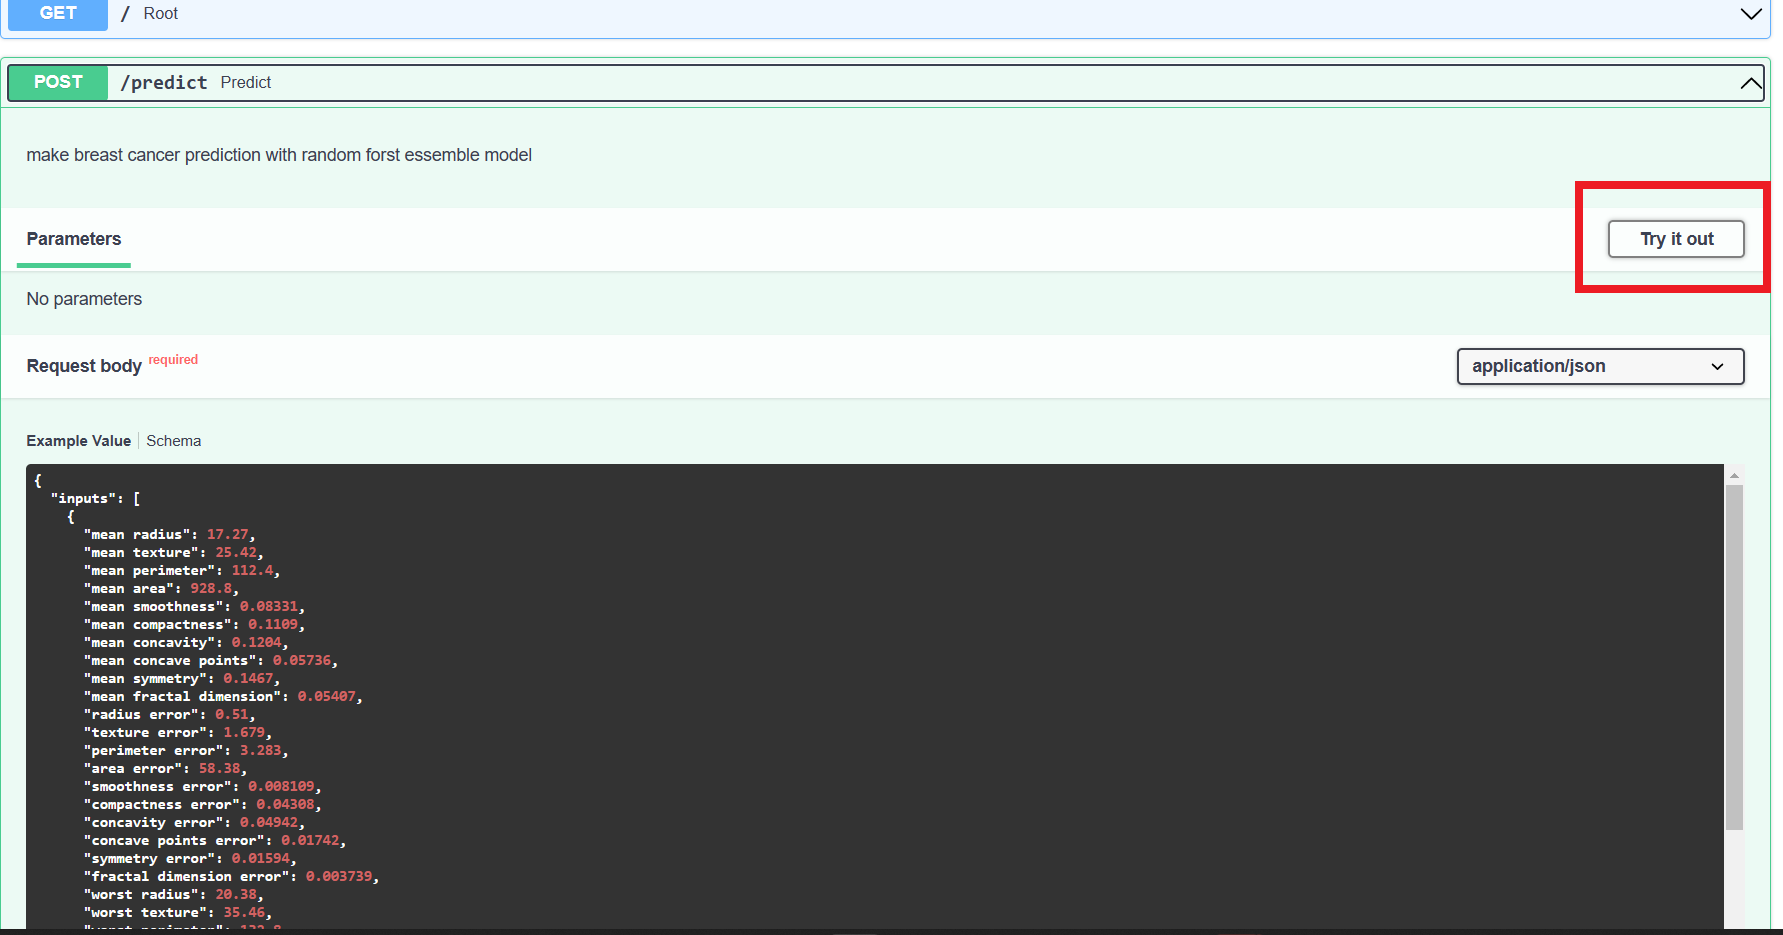 GET / Root
POST /predict Predict
make breast cancer prediction with random forst essemble model
Parameters
Try it out
No parameters
Request body required
application/json
Example Value Schema
{
"inputs": [
{
"mean radius": 17.27,
"mean texture": 25.42,
"mean perimeter": 112.4,
"mean area": 928.8,
"mean smoothness": 0.08331,
"mean compactness": 0.1109,
"mean concavity": 0.1204,
"mean concave points": 0.05736,
"mean symmetry": 0.1467,
"mean fractal dimension": 0.05407,
"radius error": 0.51,
"texture error": 1.679,
"perimeter error": 3.283,
"area error": 58.38,
"smoothness error": 0.008109,
"compactness error": 0.04308,
"concavity error": 0.04942,
"concave points error": 0.01742,
"symmetry error": 0.01594,
"fractal dimension error": 0.003739,
"worst radius": 20.38,
"worst texture": 35.46,